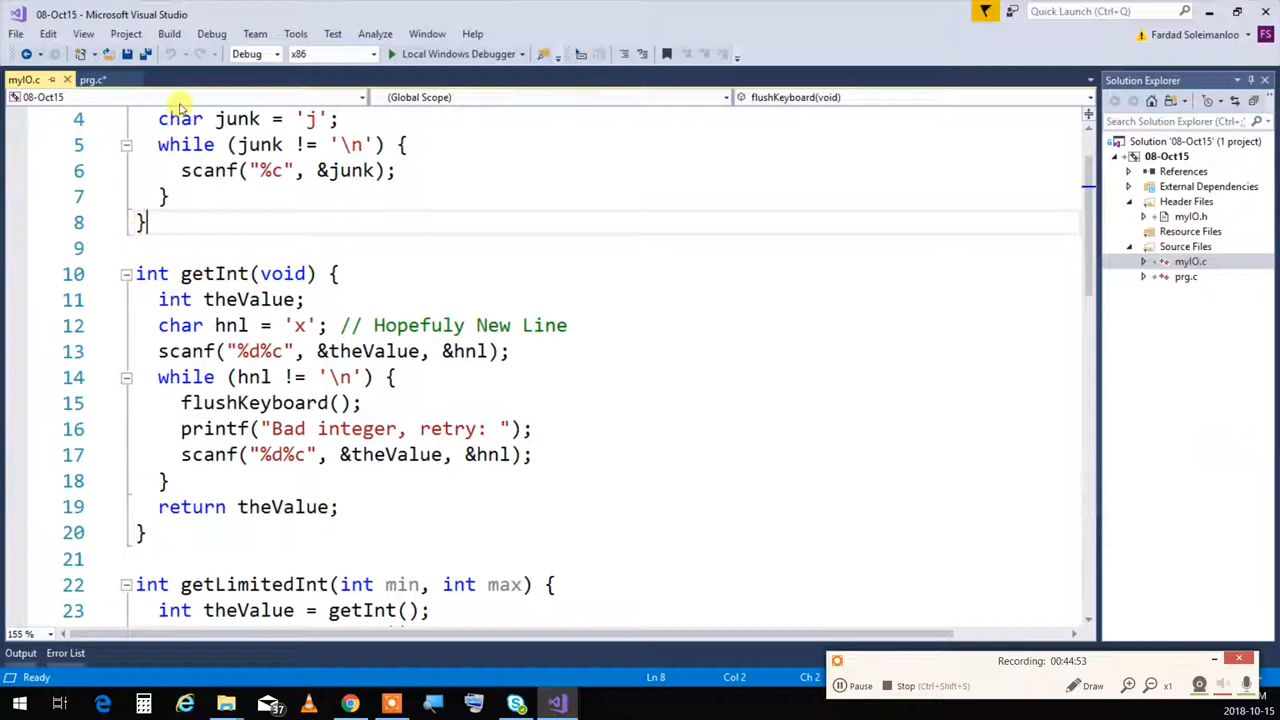 08-Oct15 - Microsoft Visual Studio
Quick Launch (Ctrl+Q)
File Edit View Project Build Debug Team Tools Test Analyze Window Help
Fardad Soleimanloo FS
Debug x86 Local Windows Debugger
myIO.c prg.c*
08-Oct15 (Global Scope) flushKeyboard(void)
4 char junk = 'j';
5 while (junk != '\n') {
6 scanf("%c", &junk);
7 }
8 }
9
10 int getInt(void) {
11 int theValue;
12 char hnl = 'x'; // Hopefuly New Line
13 scanf("%d%c", &theValue, &hnl);
14 while (hnl != '\n') {
15 flushKeyboard();
16 printf("Bad integer, retry: ");
17 scanf("%d%c", &theValue, &hnl);
18 }
19 return theValue;
20 }
21
22 int getLimitedInt(int min, int max) {
23 int theValue = getInt();
155 %
Solution Explorer
Search Solution Explorer (Ctrl+;
Solution '08-Oct15' (1 project)
08-Oct15
References
External Dependencies
Header Files
myIO.h
Resource Files
Source Files
myIO.c
prg.c
Output Error List
Ready Ln 8 Col 2 Ch 2
Recording: 00:44:53
Pause Stop (Ctrl+Shift+S) Draw x1
37
2018-10-15